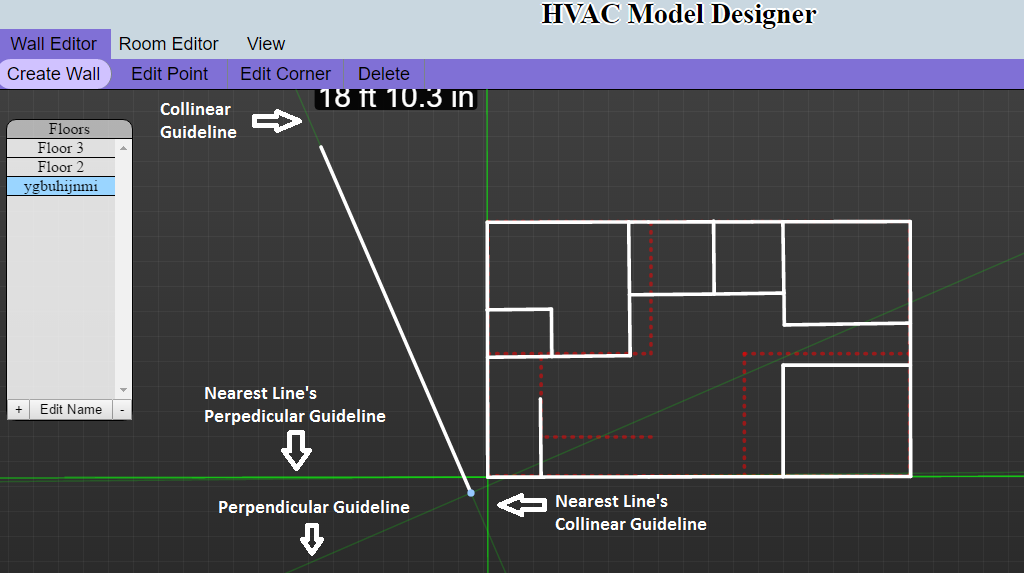 HVAC Model Designer
Wall Editor Room Editor View
Create Wall Edit Point Edit Corner Delete
18 ft 10.3 in
Collinear
Guideline
Floors
Floor 3
Floor 2
ygbuhijnmi
+ Edit Name -
Nearest Line's
Perpedicular Guideline
Perpendicular Guideline
Nearest Line's
Collinear Guideline